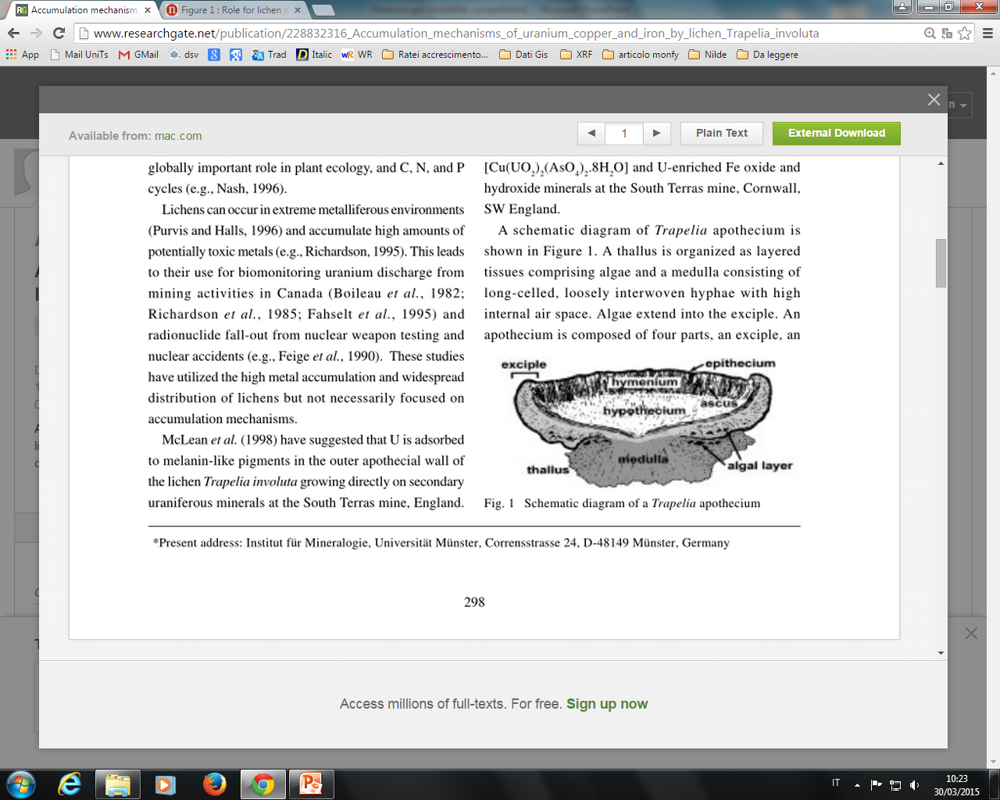 Accumulation mechanism
Figure 1 : Role for lichen n
www.researchgate.net/publication/228832316_Accumulation_mechanisms_of_uranium_copper_and_iron_by_lichen_Trapelia_involuta
App Mail UniTs GMail dsv Trad Italic WR Ratei accrescimento... Dati Gis XRF articolo monfy Nilde Da leggere
Available from: mac.com
1
Plain Text
External Download
globally important role in plant ecology, and C, N, and P
cycles (e.g., Nash, 1996).
Lichens can occur in extreme metalliferous environments
(Purvis and Halls, 1996) and accumulate high amounts of
potentially toxic metals (e.g., Richardson, 1995). This leads
to their use for biomonitoring uranium discharge from
mining activities in Canada (Boileau et al., 1982;
Richardson et al., 1985; Fahselt et al., 1995) and
radionuclide fall-out from nuclear weapon testing and
nuclear accidents (e.g., Feige et al., 1990). These studies
have utilized the high metal accumulation and widespread
distribution of lichens but not necessarily focused on
accumulation mechanisms.
McLean et al. (1998) have suggested that U is adsorbed
to melanin-like pigments in the outer apothecial wall of
the lichen Trapelia involuta growing directly on secondary
uraniferous minerals at the South Terras mine, England.
[Cu(UO2)2(AsO4)2.8H2O] and U-enriched Fe oxide and
hydroxide minerals at the South Terras mine, Cornwall,
SW England.
A schematic diagram of Trapelia apothecium is
shown in Figure 1. A thallus is organized as layered
tissues comprising algae and a medulla consisting of
long-celled, loosely interwoven hyphae with high
internal air space. Algae extend into the exciple. An
apothecium is composed of four parts, an exciple, an
exciple
epithecium
hymenium
ascus
hypothecium
medulla
thallus
algal layer
Fig. 1 Schematic diagram of a Trapelia apothecium
*Present address: Institut für Mineralogie, Universität Münster, Corrensstrasse 24, D-48149 Münster, Germany
298
Access millions of full-texts. For free. Sign up now
IT
10:23
30/03/2015